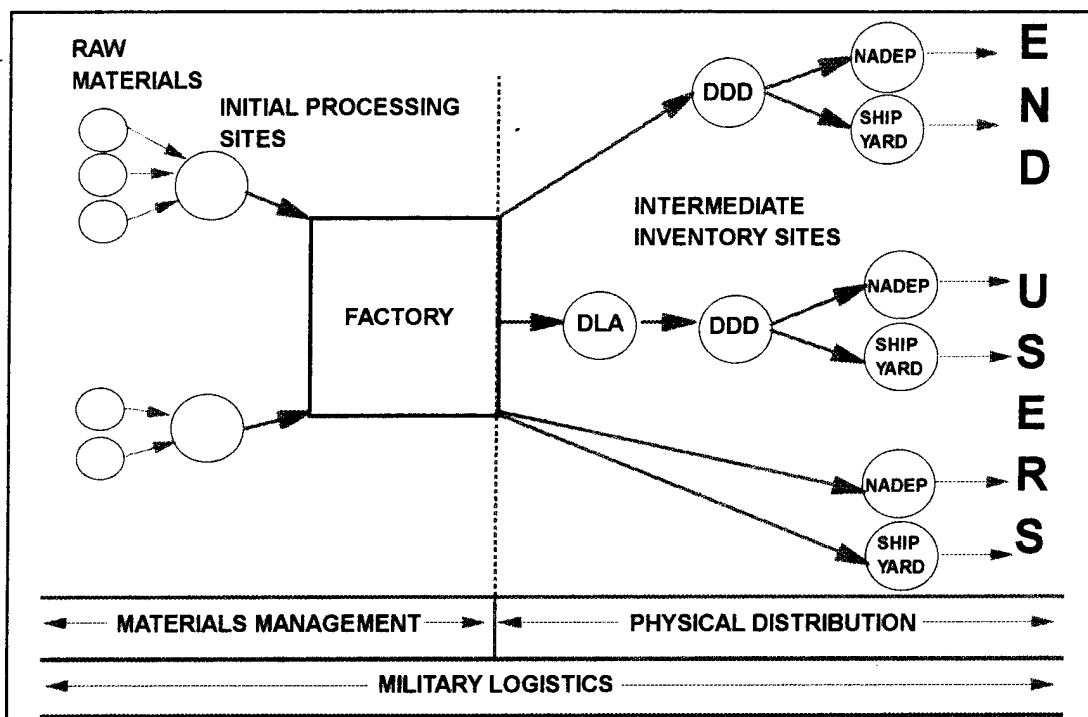 RAW
MATERIALS
INITIAL PROCESSING
SITES
FACTORY
DDD
NADEP
SHIP
YARD
INTERMEDIATE
INVENTORY SITES
DLA
DDD
NADEP
SHIP
YARD
NADEP
SHIP
YARD
E
N
D
U
S
E
R
S
MATERIALS MANAGEMENT
PHYSICAL DISTRIBUTION
MILITARY LOGISTICS